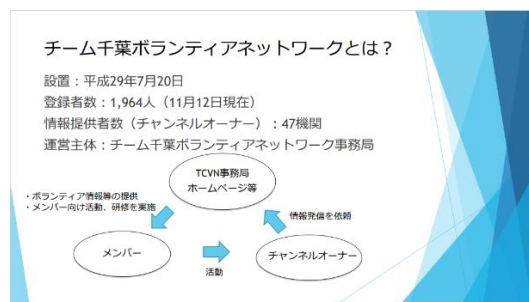 チーム千葉ボランティアネットワークとは？
設置：平成29年7月20日
登録者数：1,964人（11月12日現在）
情報提供者数（チャンネルオーナー）：47機関
運営主体：チーム千葉ボランティアネットワーク事務局
TCVN事務局
ホームページ等
・ボランティア情報等の提供
・メンバー向け活動、研修を実施
情報発信を依頼
メンバー
活動
チャンネルオーナー